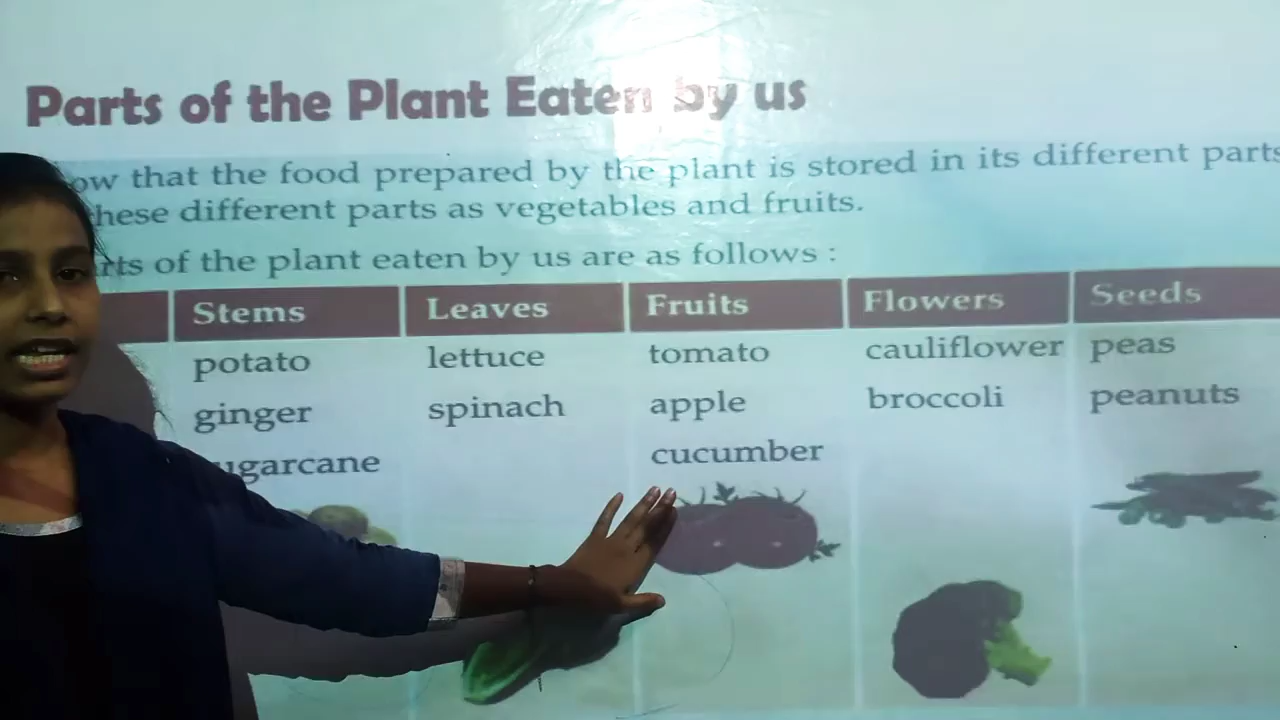 Parts of the Plant Eaten by us
that the food prepared by the plant is stored in its different parts
different parts as vegetables and fruits.
of the plant eaten by us are as follows :
Stems Leaves Fruits Flowers Seeds
potato lettuce tomato cauliflower peas
ginger spinach apple broccoli peanuts
cucumber